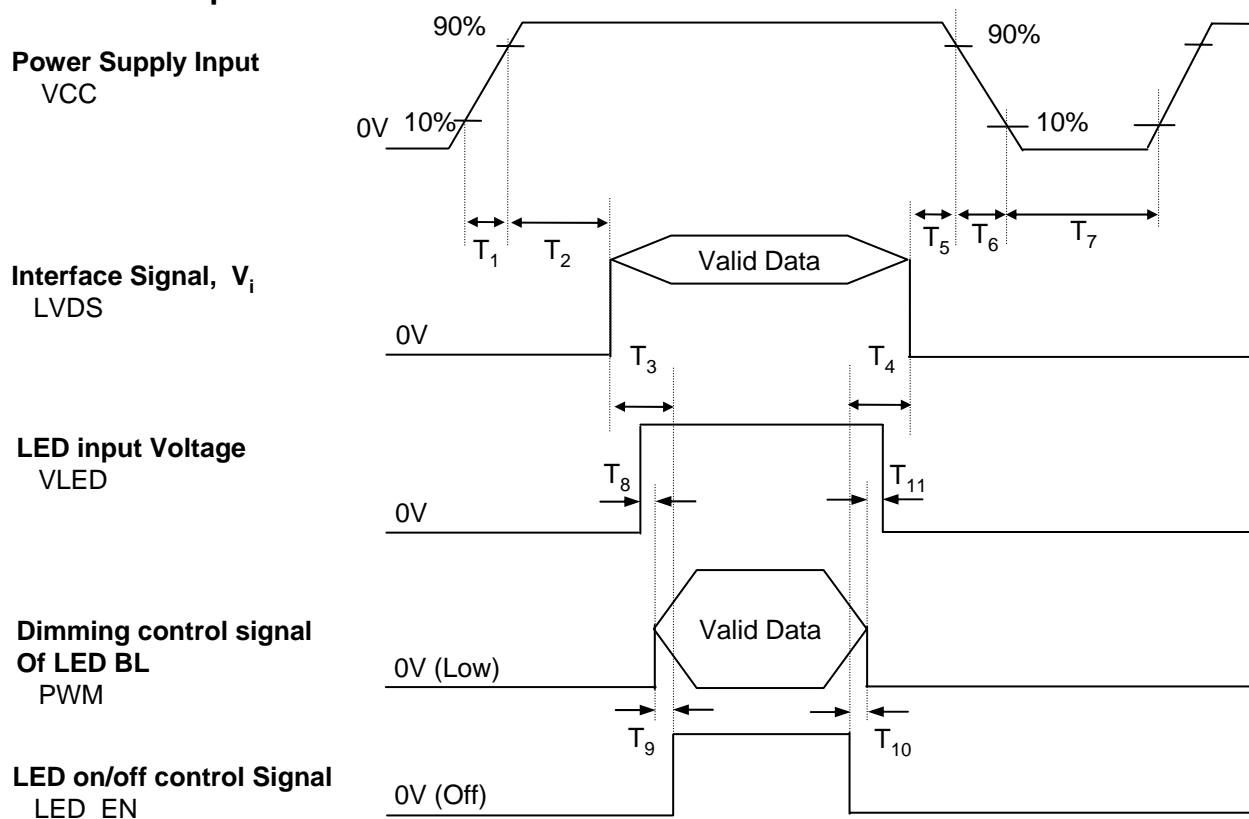 90%
90%
Power Supply Input
VCC
0V
10%
10%
T1
T2
T5
T6
T7
Interface Signal, Vi
LVDS
Valid Data
0V
T3
T4
LED input Voltage
VLED
T8
T11
0V
Dimming control signal
Of LED BL
PWM
Valid Data
0V (Low)
T9
T10
LED on/off control Signal
LED_EN
0V (Off)